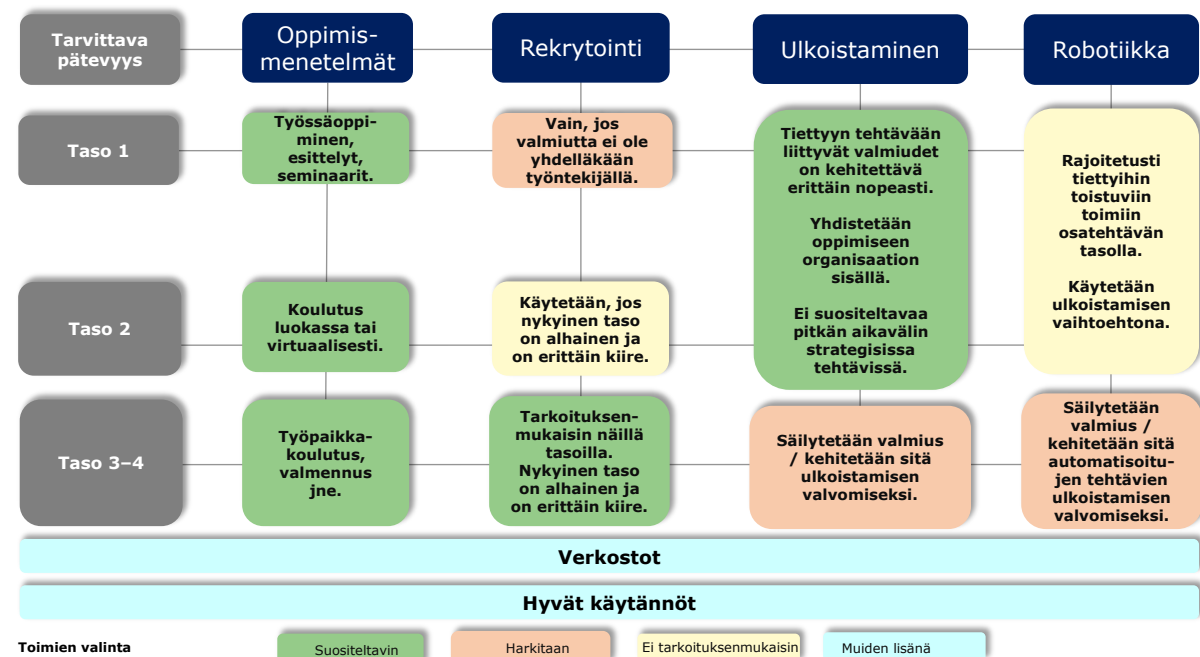 Tarvittava
pätevyys
Oppimis-
menetelmät
Rekrytointi
Ulkoistaminen
Robotiikka
Taso 1
Työssäoppi-
minen,
esittelyt,
seminaarit.
Vain, jos
valmiutta ei ole
yhdelläkään
työntekijällä.
Tiettyyn tehtävään
liittyvät valmiudet
on kehitettävä
erittäin nopeasti.
Yhdistetään
oppimiseen
organisaation
sisällä.
Ei suositeltavaa
pitkän aikavälin
strategisissa
tehtävissä.
Rajoitetusti
tiettyihin
toistuviin
toimiin
osatehtävän
tasolla.
Käytetään
ulkoistamisen
vaihtoehtona.
Taso 2
Koulutus
luokassa tai
virtuaalisesti.
Käytetään, jos
nykyinen taso
on alhainen ja
on erittäin kiire.
Taso 3–4
Työpaikka-
koulutus,
valmennus
jne.
Tarkoituksen-
mukaisin näillä
tasoilla.
Nykyinen taso
on alhainen ja
on erittäin kiire.
Säilytetään valmius
/ kehitetään sitä
ulkoistamisen
valvomiseksi.
Säilytetään
valmius /
kehitetään sitä
automatisoitu-
jen tehtävien
ulkoistamisen
valvomiseksi.
Verkostot
Hyvät käytännöt
Toimien valinta
Suositeltavin
Harkitaan
Ei tarkoituksenmukaisin
Muiden lisänä